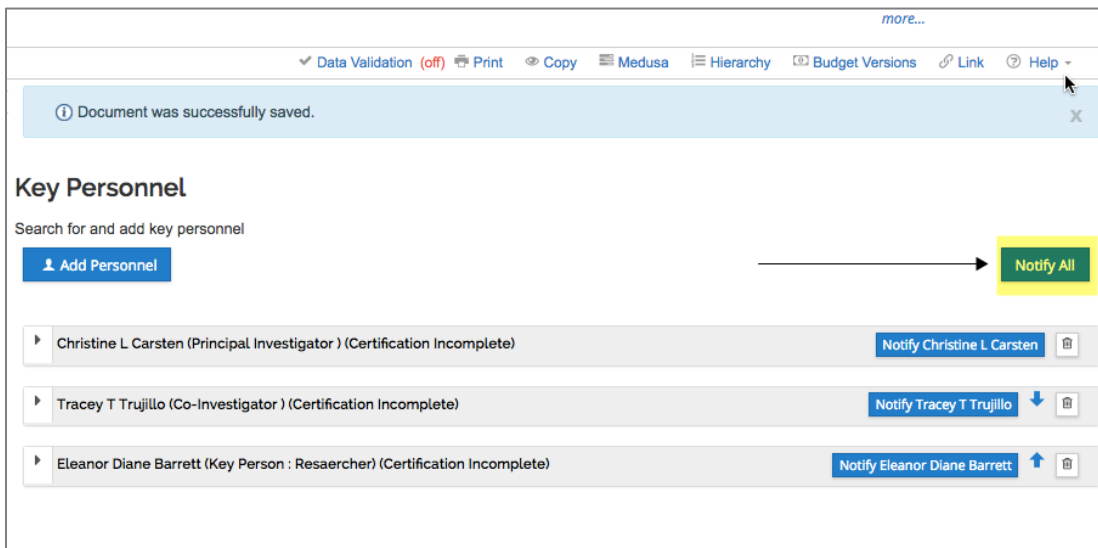 more...
Data Validation (off) Print Copy Medusa Hierarchy Budget Versions Link Help
Document was successfully saved. X
Key Personnel
Search for and add key personnel
Add Personnel Notify All
Christine L Carsten (Principal Investigator ) (Certification Incomplete) Notify Christine L Carsten
Tracey T Trujillo (Co-Investigator ) (Certification Incomplete) Notify Tracey T Trujillo
Eleanor Diane Barrett (Key Person : Resaercher) (Certification Incomplete) Notify Eleanor Diane Barrett